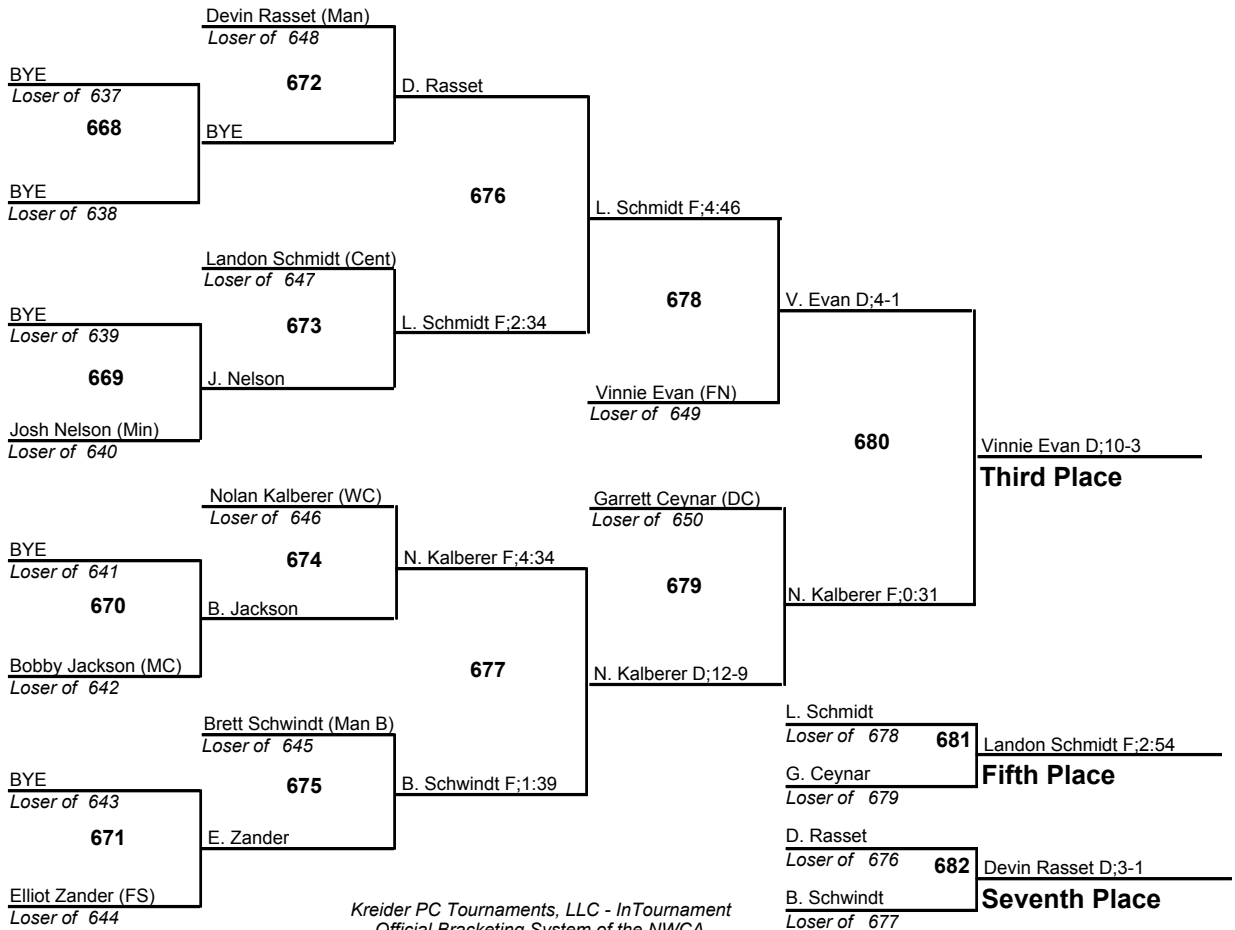 Devin Rasset (Man)
Loser of 648
BYE
Loser of 637
672
D. Rasset
668
BYE
BYE
Loser of 638
676
L. Schmidt F;4:46
Landon Schmidt (Cent)
Loser of 647
678
V. Evan D;4-1
BYE
Loser of 639
673
L. Schmidt F;2:34
669
J. Nelson
Vinnie Evan (FN)
Loser of 649
Josh Nelson (Min)
Loser of 640
680
Vinnie Evan D;10-3
Third Place
Nolan Kalberer (WC)
Loser of 646
Garrett Ceynar (DC)
Loser of 650
BYE
Loser of 641
674
N. Kalberer F;4:34
679
N. Kalberer F;0:31
670
B. Jackson
Bobby Jackson (MC)
Loser of 642
677
N. Kalberer D;12-9
Brett Schwindt (Man B)
Loser of 645
L. Schmidt
Loser of 678
681
Landon Schmidt F;2:54
Fifth Place
G. Ceynar
Loser of 679
BYE
Loser of 643
675
B. Schwindt F;1:39
671
E. Zander
D. Rasset
Loser of 676
682
Devin Rasset D;3-1
Seventh Place
B. Schwindt
Loser of 677
Elliot Zander (FS)
Loser of 644
Kreider PC Tournaments, LLC - InTournament
Official Bracketing System of the NWCA